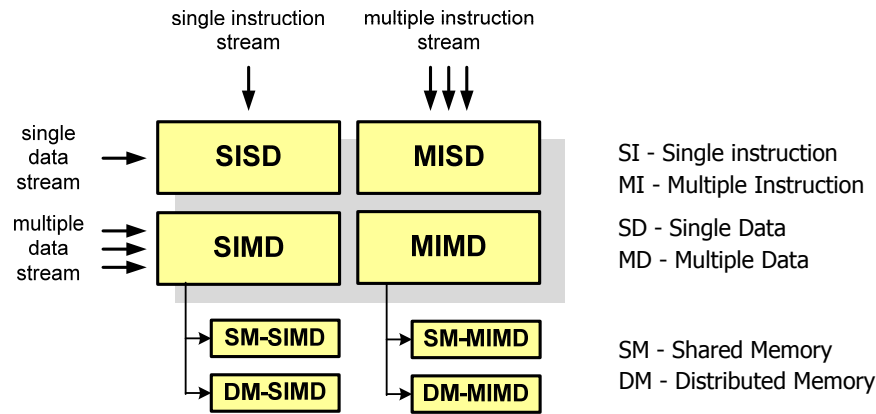 single instruction
stream
multiple instruction
stream
single
data
stream
SISD
MISD
SI - Single instruction
MI - Multiple Instruction
multiple
data
stream
SIMD
MIMD
SD - Single Data
MD - Multiple Data
SM-SIMD
SM-MIMD
DM-SIMD
DM-MIMD
SM - Shared Memory
DM - Distributed Memory